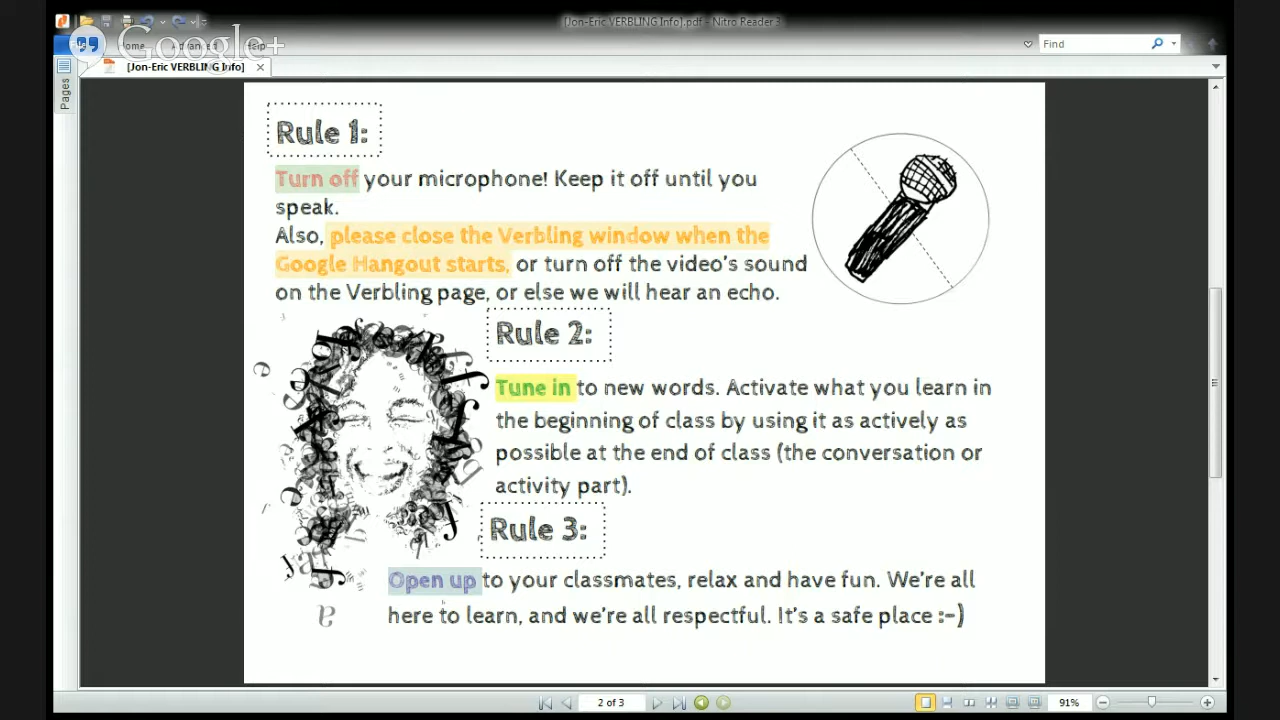 [Jon-Eric VERBLING Info].pdf - Nitro Reader 3
Google+
Help
Find
[Jon-Eric VERBLING Info]
Pages
Rule 1:
Turn off your microphone! Keep it off until you
speak.
Also, please close the Verbling window when the
Google Hangout starts, or turn off the video's sound
on the Verbling page, or else we will hear an echo.
Rule 2:
Tune in to new words. Activate what you learn in
the beginning of class by using it as actively as
possible at the end of class (the conversation or
activity part).
Rule 3:
Open up to your classmates, relax and have fun. We're all
here to learn, and we're all respectful. It's a safe place :-)
2 of 3
91%